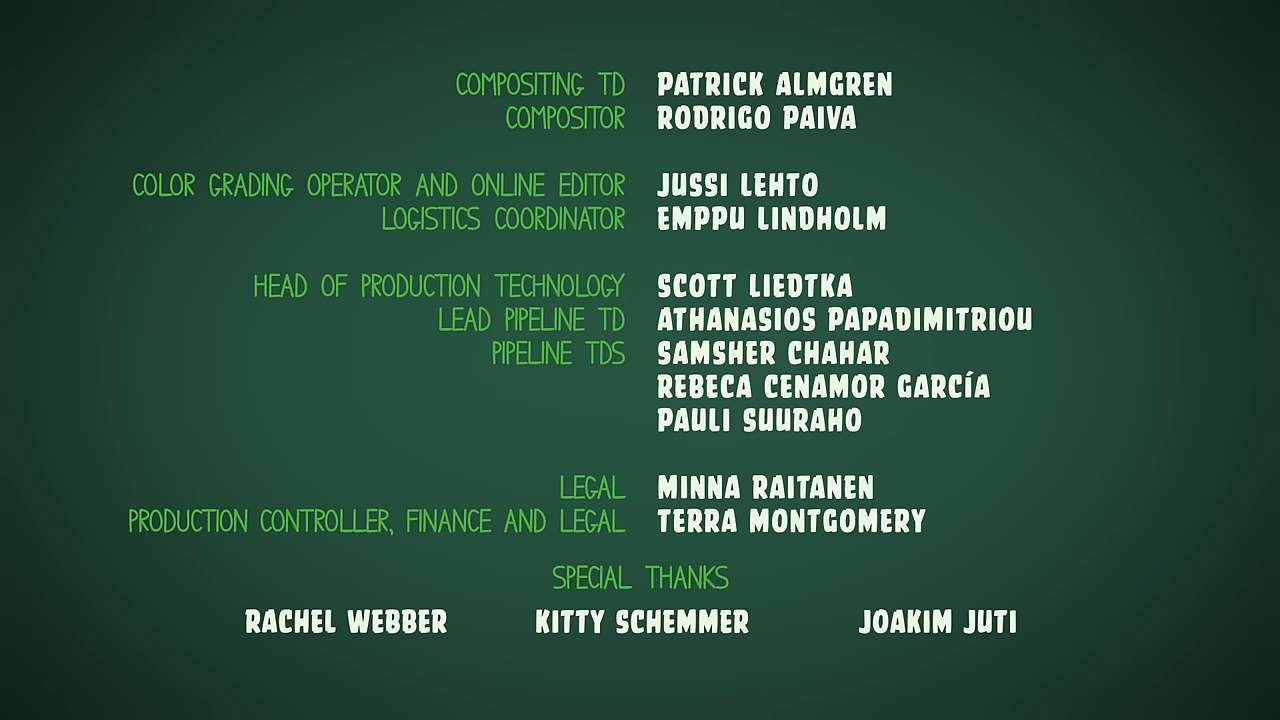 COMPOSITING TD PATRICK ALMGREN
COMPOSITOR RODRIGO PAIVA
COLOR GRADING OPERATOR AND ONLINE EDITOR JUSSI LEHTO
LOGISTICS COORDINATOR EMPPU LINDHOLM
HEAD OF PRODUCTION TECHNOLOGY SCOTT LIEDTKA
LEAD PIPELINE TD ATHANASIOS PAPADIMITRIOU
PIPELINE TDS SAMSHER CHAHAR
REBECA CENAMOR GARCÍA
PAULI SUURAHO
LEGAL MINNA RAITANEN
PRODUCTION CONTROLLER, FINANCE AND LEGAL TERRA MONTGOMERY
SPECIAL THANKS
RACHEL WEBBER KITTY SCHEMMER JOAKIM JUTI